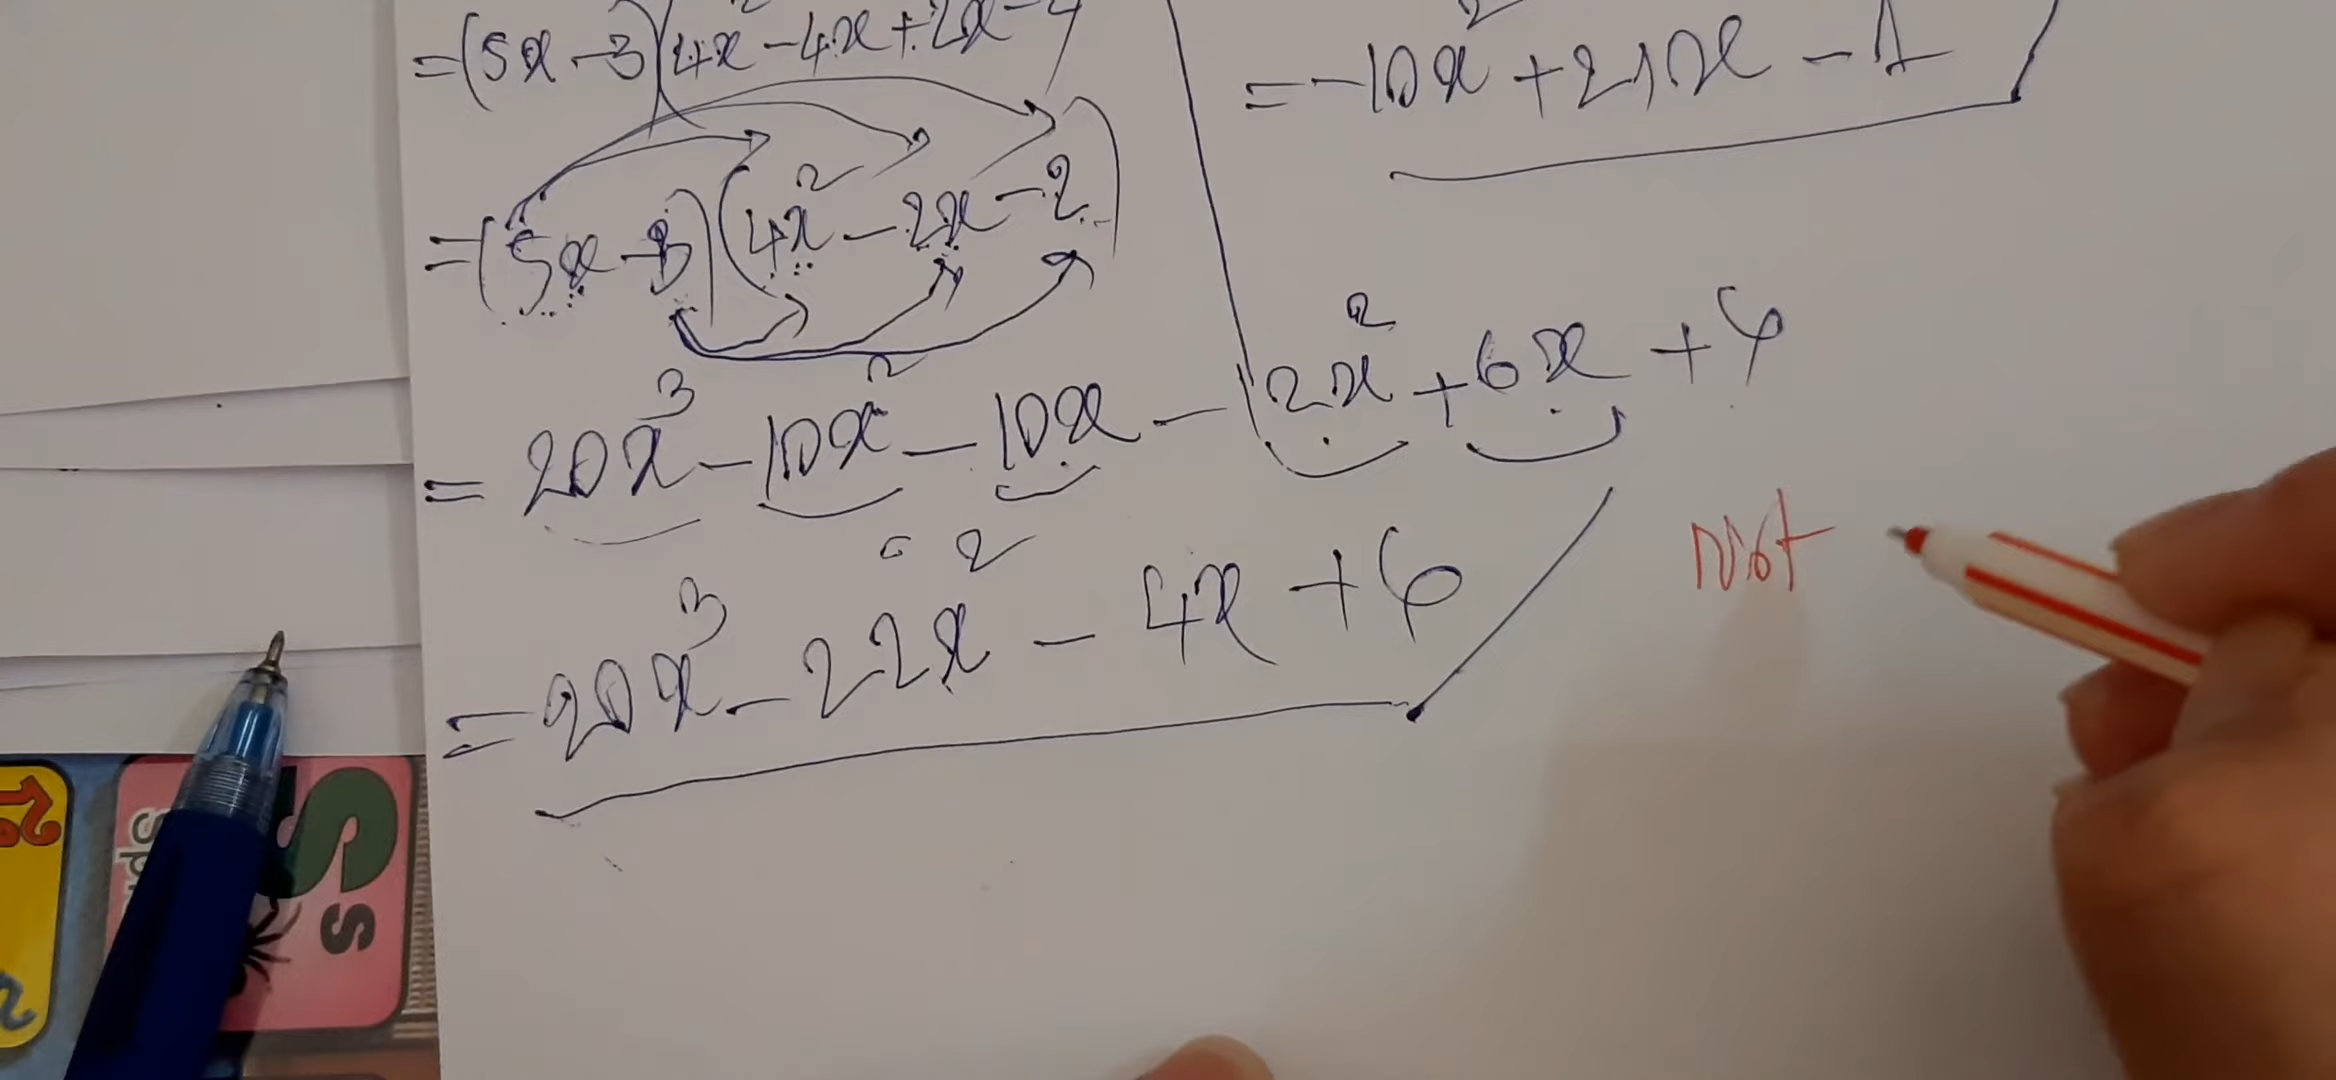 =(5x-3)(4x²-4x+2x-
=(5x-3)(4x²-2x-2)
=20x³-10x²-10x-12x²+6x+6
=20x³-22x²-4x+6
=-10x²+21x-1
Not
S
s